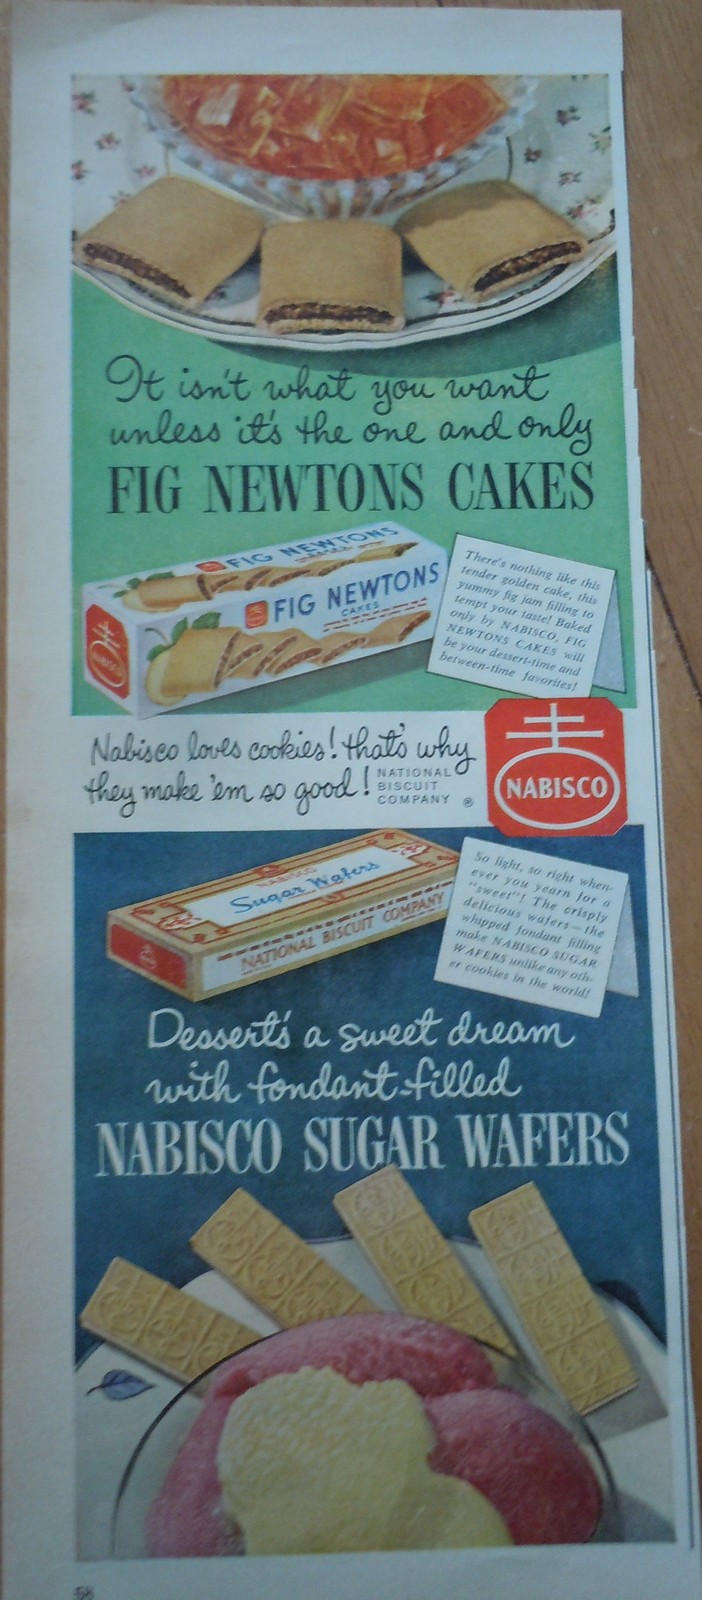 It isn't what you want
unless it's the one and only
FIG NEWTONS CAKES
FIG NEWTONS
FIG NEWTONS
CAKES
NABISCO
There's nothing like this
tender golden cake, this
yummy fig jam filling to
tempt your taste! Baked
only by NABISCO, FIG
NEWTONS CAKES will
be your dessert-time and
between-time favorites!
Nabisco loves cookies! that's why
they make 'em so good!
NATIONAL
BISCUIT
COMPANY ®
NABISCO
NABISCO
Sugar Wafers
NATIONAL BISCUIT COMPANY
So light, so right when-
ever you yearn for a
"sweet"! The crisply
delicious wafers—the
whipped fondant filling
make NABISCO SUGAR
WAFERS unlike any oth-
er cookies in the world!
Dessert's a sweet dream
with fondant-filled
NABISCO SUGAR WAFERS
58